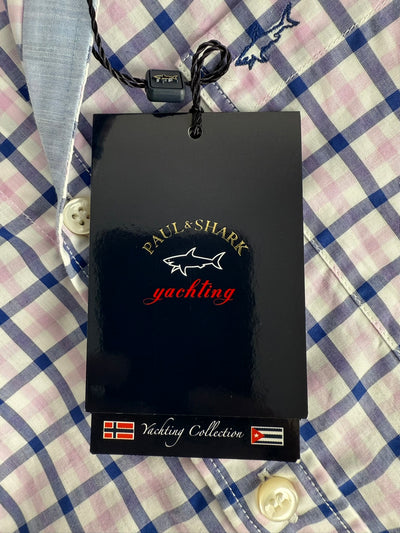 PAUL & SHARK
yachting
Yachting Collection